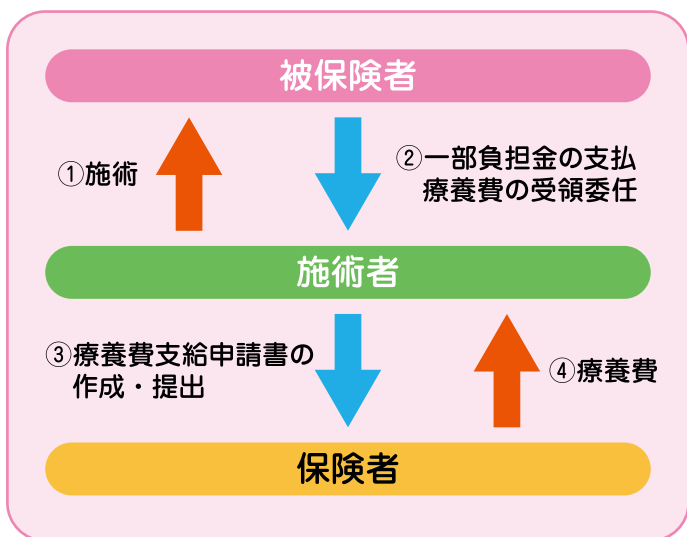 被保険者
①施術
②一部負担金の支払
療養費の受領委任
施術者
③療養費支給申請書の
作成・提出
④療養費
保険者